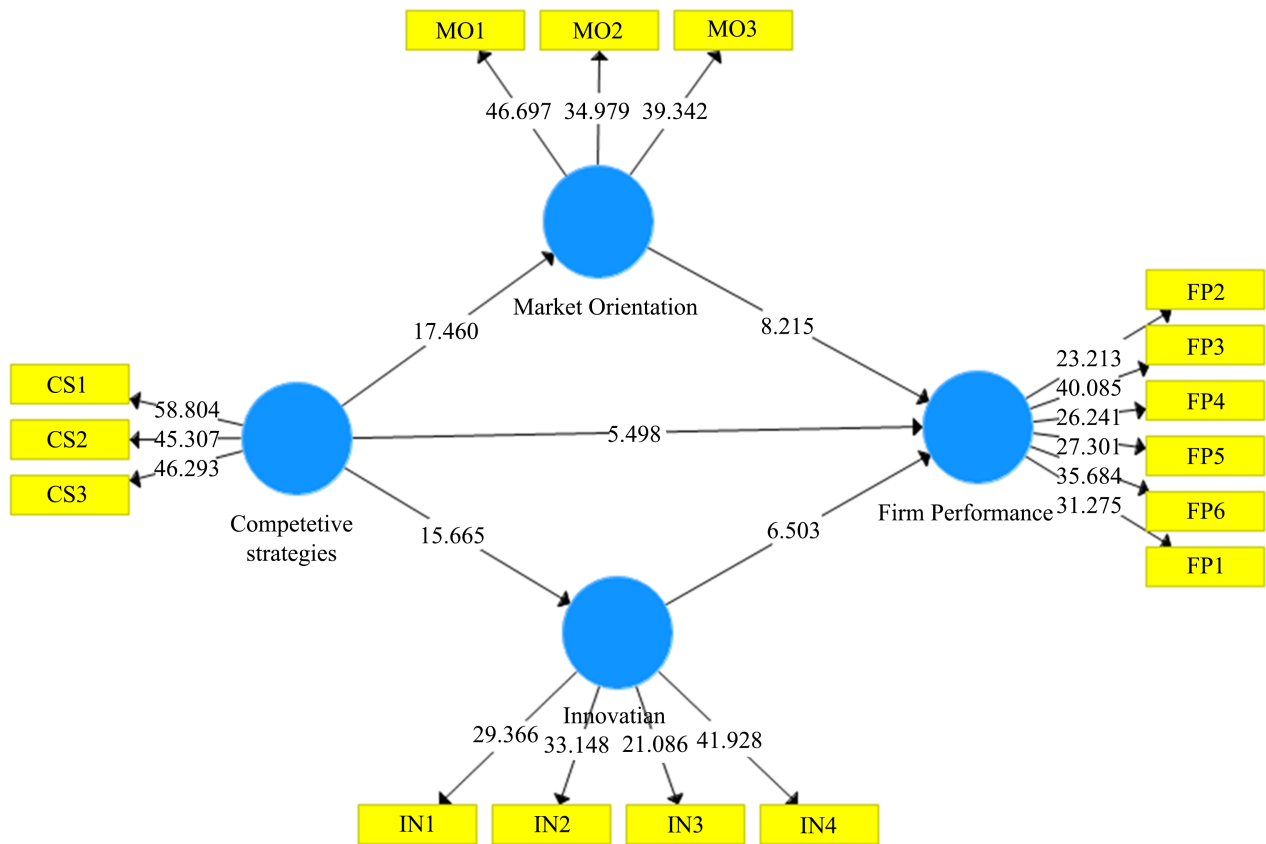 MO1 MO2 MO3
46.697 34.979 39.342
Market Orientation
17.460
8.215
CS1
CS2
CS3
58.804
45.307
46.293
Competetive
strategies
5.498
15.665
6.503
Firm Performance
23.213
40.085
26.241
27.301
35.684
31.275
FP2
FP3
FP4
FP5
FP6
FP1
Innovatian
29.366 33.148 21.086 41.928
IN1 IN2 IN3 IN4